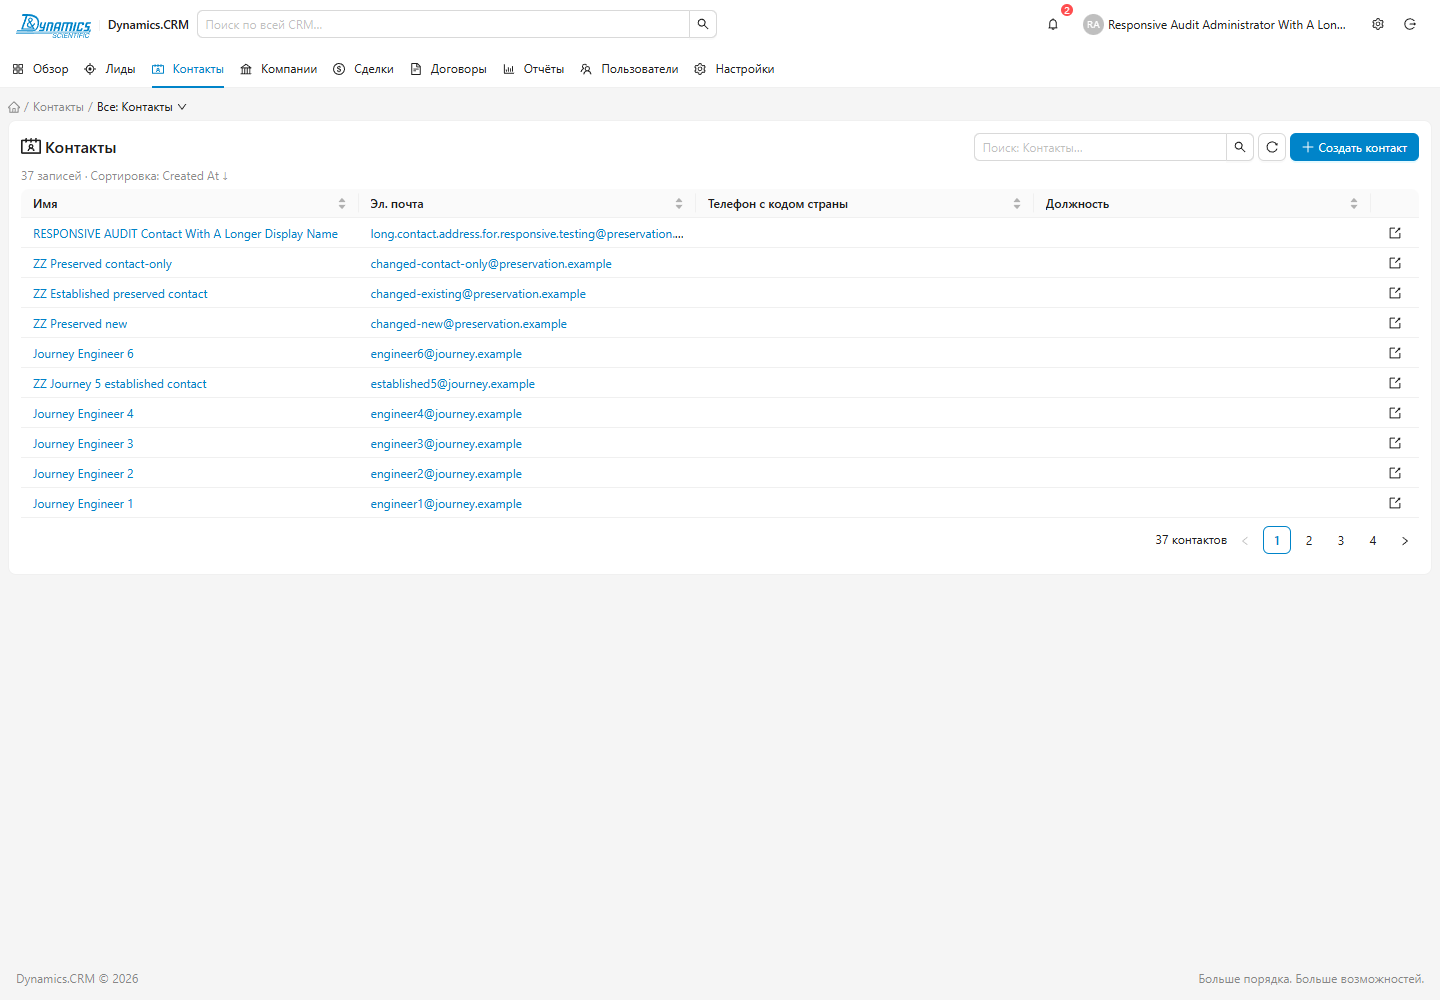 Dynamics SCIENTIFIC Dynamics.CRM Поиск по всей CRM... 2 RA Responsive Audit Administrator With A Lon...
Обзор Лиды Контакты Компании Сделки Договоры Отчёты Пользователи Настройки
/ Контакты / Все: Контакты
Контакты Поиск: Контакты... Создать контакт
37 записей · Сортировка: Created At ↓
Имя Эл. почта Телефон с кодом страны Должность
RESPONSIVE AUDIT Contact With A Longer Display Name long.contact.address.for.responsive.testing@preservation....
ZZ Preserved contact-only changed-contact-only@preservation.example
ZZ Established preserved contact changed-existing@preservation.example
ZZ Preserved new changed-new@preservation.example
Journey Engineer 6 engineer6@journey.example
ZZ Journey 5 established contact established5@journey.example
Journey Engineer 4 engineer4@journey.example
Journey Engineer 3 engineer3@journey.example
Journey Engineer 2 engineer2@journey.example
Journey Engineer 1 engineer1@journey.example
37 контактов 1 2 3 4
Dynamics.CRM © 2026 Больше порядка. Больше возможностей.